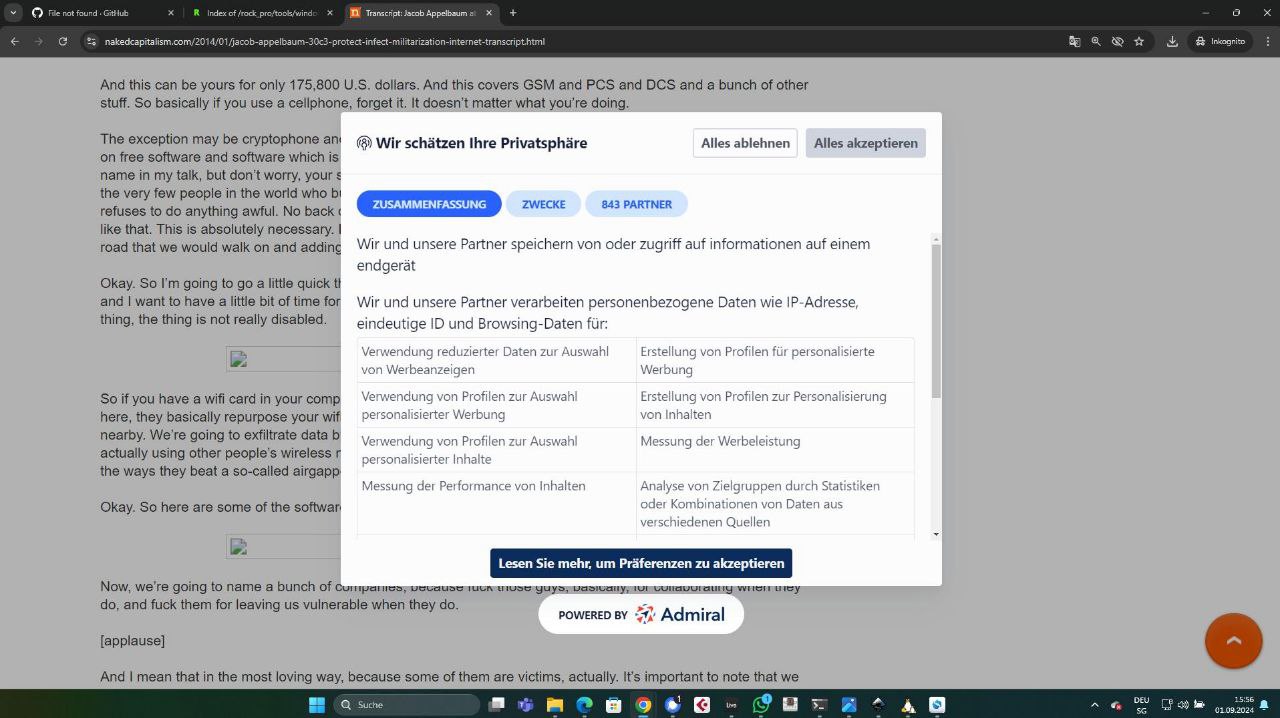 File not found · GitHub
Index of /rock_pro/tools/windo
Transcript: Jacob Appelbaum at
nakedcapitalism.com/2014/01/jacob-appelbaum-30c3-protect-infect-militarization-internet-transcript.html
Inkognito
And this can be yours for only 175,800 U.S. dollars. And this covers GSM and PCS and DCS and a bunch of other
stuff. So basically if you use a cellphone, forget it. It doesn't matter what you're doing.
The exception may be cryptophone an
on free software and software which is
name in my talk, but don't worry, your s
the very few people in the world who b
refuses to do anything awful. No back
like that. This is absolutely necessary.
road that we would walk on and adding
Okay. So I'm going to go a little quick th
and I want to have a little bit of time for
thing, the thing is not really disabled.
So if you have a wifi card in your comp
here, they basically repurpose your wif
nearby. We're going to exfiltrate data b
actually using other people's wireless
the ways they beat a so-called airgapp
Okay. So here are some of the softwar
Wir schätzen Ihre Privatsphäre
Alles ablehnen
Alles akzeptieren
ZUSAMMENFASSUNG
ZWECKE
843 PARTNER
Wir und unsere Partner speichern von oder zugriff auf informationen auf einem
endgerät
Wir und unsere Partner verarbeiten personenbezogene Daten wie IP-Adresse,
eindeutige ID und Browsing-Daten für:
Verwendung reduzierter Daten zur Auswahl
von Werbeanzeigen
Erstellung von Profilen für personalisierte
Werbung
Verwendung von Profilen zur Auswahl
personalisierter Werbung
Erstellung von Profilen zur Personalisierung
von Inhalten
Verwendung von Profilen zur Auswahl
personalisierter Inhalte
Messung der Werbeleistung
Messung der Performance von Inhalten
Analyse von Zielgruppen durch Statistiken
oder Kombinationen von Daten aus
verschiedenen Quellen
Lesen Sie mehr, um Präferenzen zu akzeptieren
POWERED BY Admiral
Now, we're going to name a bunch of companies, because fuck those guys, basically, for collaborating when they
do, and fuck them for leaving us vulnerable when they do.
[applause]
And I mean that in the most loving way, because some of them are victims, actually. It's important to note that we
Suche
1
Live
1
DEU
SG
15:56
01.09.2024